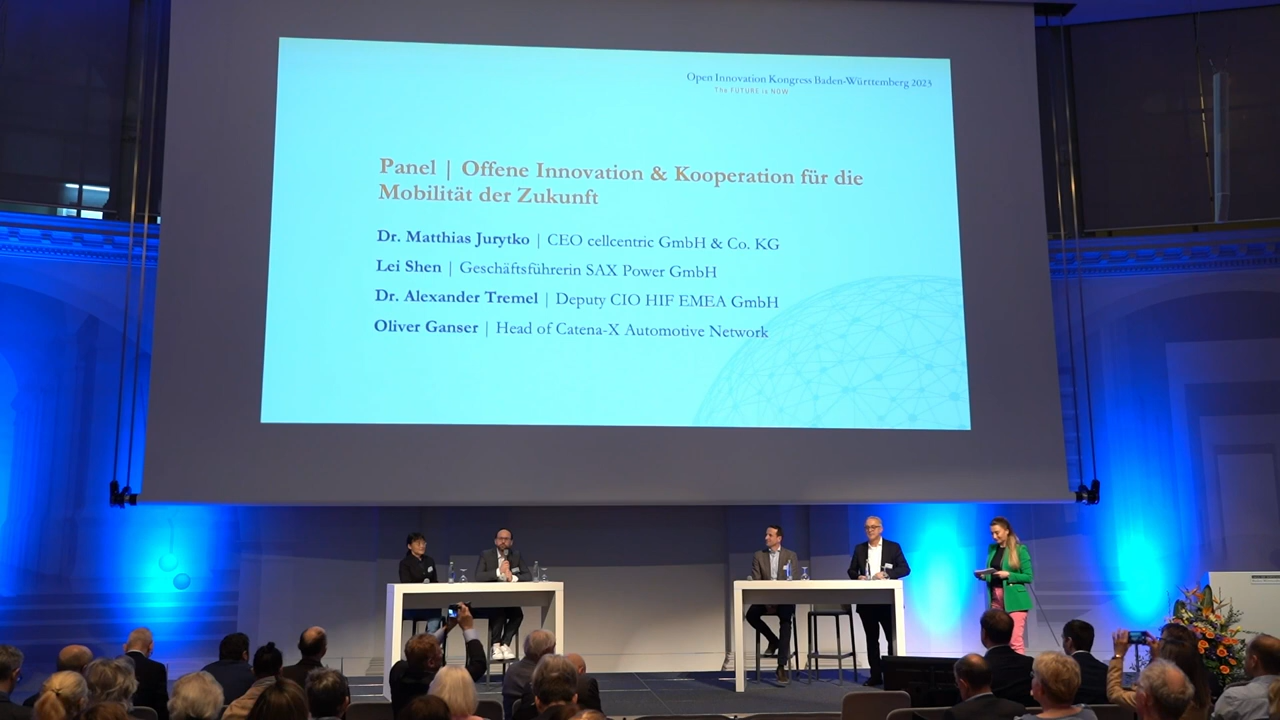 Open Innovation Kongress Baden-Württemberg 2023
The FUTURE is NOW
Panel | Offene Innovation & Kooperation für die
Mobilität der Zukunft
Dr. Matthias Jurytko | CEO cellcentric GmbH & Co. KG
Lei Shen | Geschäftsführerin SAX Power GmbH
Dr. Alexander Tremel | Deputy CIO HIF EMEA GmbH
Oliver Ganser | Head of Catena-X Automotive Network